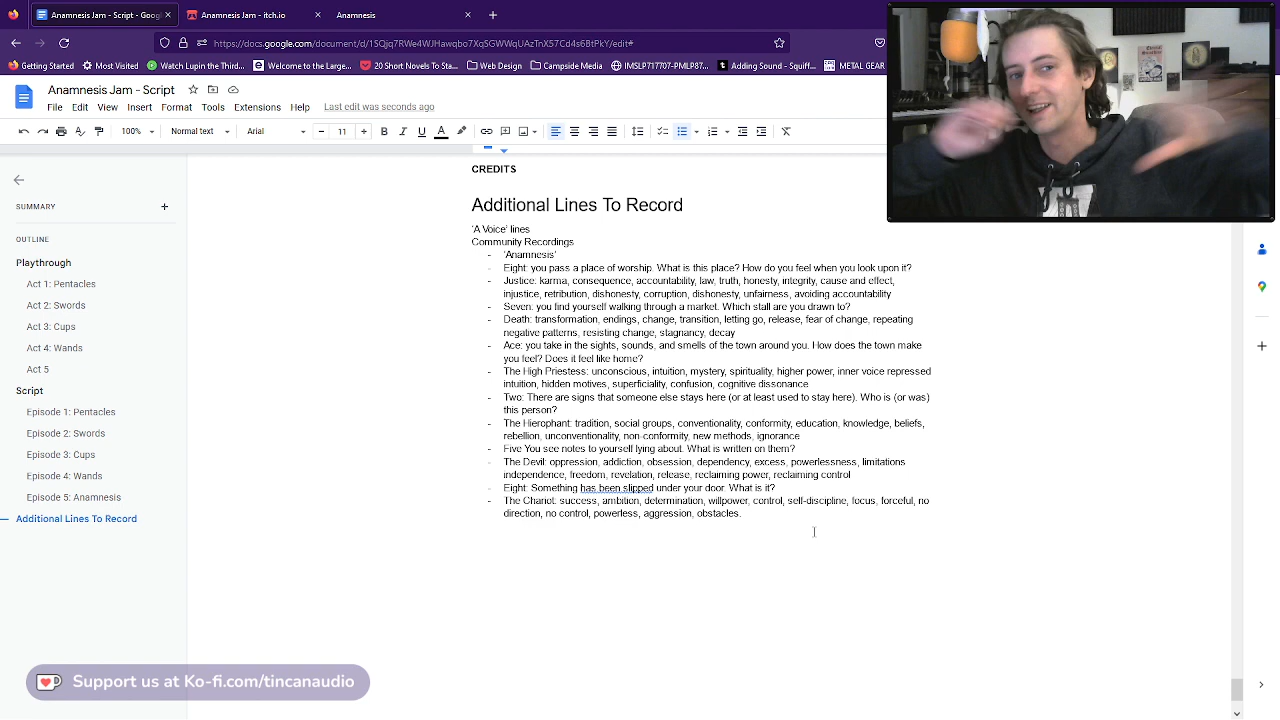 Anamnesis Jam - Script - Goog
Anamnesis Jam - itch.io
Anamnesis
https://docs.google.com/document/d/1SQjq7RWe4WJHawqbo7XqSGWWqUAzTnX57Cd4s6BtPkY/edit#
Getting Started
Most Visited
Watch Lupin the Third...
Welcome to the Large...
20 Short Novels To Se...
Web Design
Campside Media
IMSLP717707-PMLP87...
Adding Sound - Squiff...
METAL GEAR
Anamnesis Jam - Script
File Edit View Insert Format Tools Extensions Help Last edit was seconds ago
100% Normal text Arial 11
SUMMARY
OUTLINE
Playthrough
Act 1: Pentacles
Act 2: Swords
Act 3: Cups
Act 4: Wands
Act 5
Script
Episode 1: Pentacles
Episode 2: Swords
Episode 3: Cups
Episode 4: Wands
Episode 5: Anamnesis
Additional Lines To Record
CREDITS
Additional Lines To Record
'A Voice' lines
Community Recordings
- 'Anamnesis'
- Eight: you pass a place of worship. What is this place? How do you feel when you look upon it?
- Justice: karma, consequence, accountability, law, truth, honesty, integrity, cause and effect,
injustice, retribution, dishonesty, corruption, dishonesty, unfairness, avoiding accountability
- Seven: you find yourself walking through a market. Which stall are you drawn to?
- Death: transformation, endings, change, transition, letting go, release, fear of change, repeating
negative patterns, resisting change, stagnancy, decay
- Ace: you take in the sights, sounds, and smells of the town around you. How does the town make
you feel? Does it feel like home?
- The High Priestess: unconscious, intuition, mystery, spirituality, higher power, inner voice repressed
intuition, hidden motives, superficiality, confusion, cognitive dissonance
- Two: There are signs that someone else stays here (or at least used to stay here). Who is (or was)
this person?
- The Hierophant: tradition, social groups, conventionality, conformity, education, knowledge, beliefs,
rebellion, unconventionality, non-conformity, new methods, ignorance
- Five You see notes to yourself lying about. What is written on them?
- The Devil: oppression, addiction, obsession, dependency, excess, powerlessness, limitations
independence, freedom, revelation, release, reclaiming power, reclaiming control
- Eight: Something has been slipped under your door. What is it?
- The Chariot: success, ambition, determination, willpower, control, self-discipline, focus, forceful, no
direction, no control, powerless, aggression, obstacles.
Support us at Ko-fi.com/tincanaudio